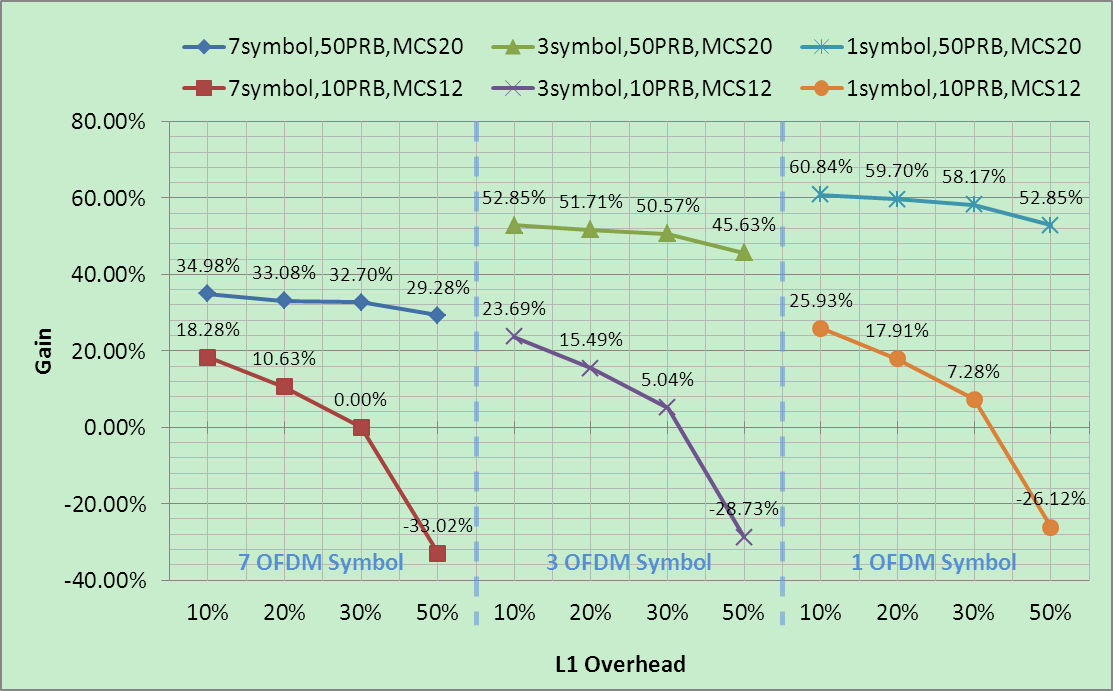 7symbol,50PRB,MCS20 3symbol,50PRB,MCS20 1symbol,50PRB,MCS20
7symbol,10PRB,MCS12 3symbol,10PRB,MCS12 1symbol,10PRB,MCS12
80.00%
60.00%
40.00%
20.00%
0.00%
-20.00%
-40.00%
Gain
34.98% 33.08% 32.70% 29.28%
18.28% 10.63% 0.00% -33.02%
52.85% 51.71% 50.57% 45.63%
23.69% 15.49% 5.04% -28.73%
60.84% 59.70% 58.17% 52.85%
25.93% 17.91% 7.28% -26.12%
7 OFDM Symbol 3 OFDM Symbol 1 OFDM Symbol
10% 20% 30% 50% 10% 20% 30% 50% 10% 20% 30% 50%
L1 Overhead